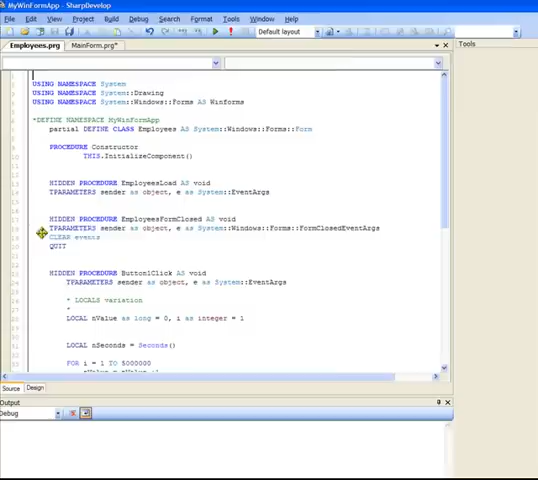 MyWinFormApp - SharpDevelop
File Edit View Project Build Debug Search Format Tools Window Help
Default layout
Employees.prg MainForm.prg*
Tools
USING NAMESPACE System
USING NAMESPACE System::Drawing
USING NAMESPACE System::Windows::Forms AS Winforms
*DEFINE NAMESPACE MyWinFormApp
partial DEFINE CLASS Employees AS System::Windows::Forms::Form
PROCEDURE Constructor
THIS.InitializeComponent()
HIDDEN PROCEDURE EmployeesLoad AS void
TPARAMETERS sender as object, e as System::EventArgs
HIDDEN PROCEDURE EmployeesFormClosed AS void
TPARAMETERS sender as object, e as System::Windows::Forms::FormClosedEventArgs
CLEAR events
QUIT
HIDDEN PROCEDURE Button1Click AS void
TPARAMETERS sender as object, e as System::EventArgs
* LOCALS variation
*
LOCAL nValue as long = 0, i as integer = 1
LOCAL nSeconds = Seconds()
FOR i = 1 TO 5000000
Source Design
Output
Debug